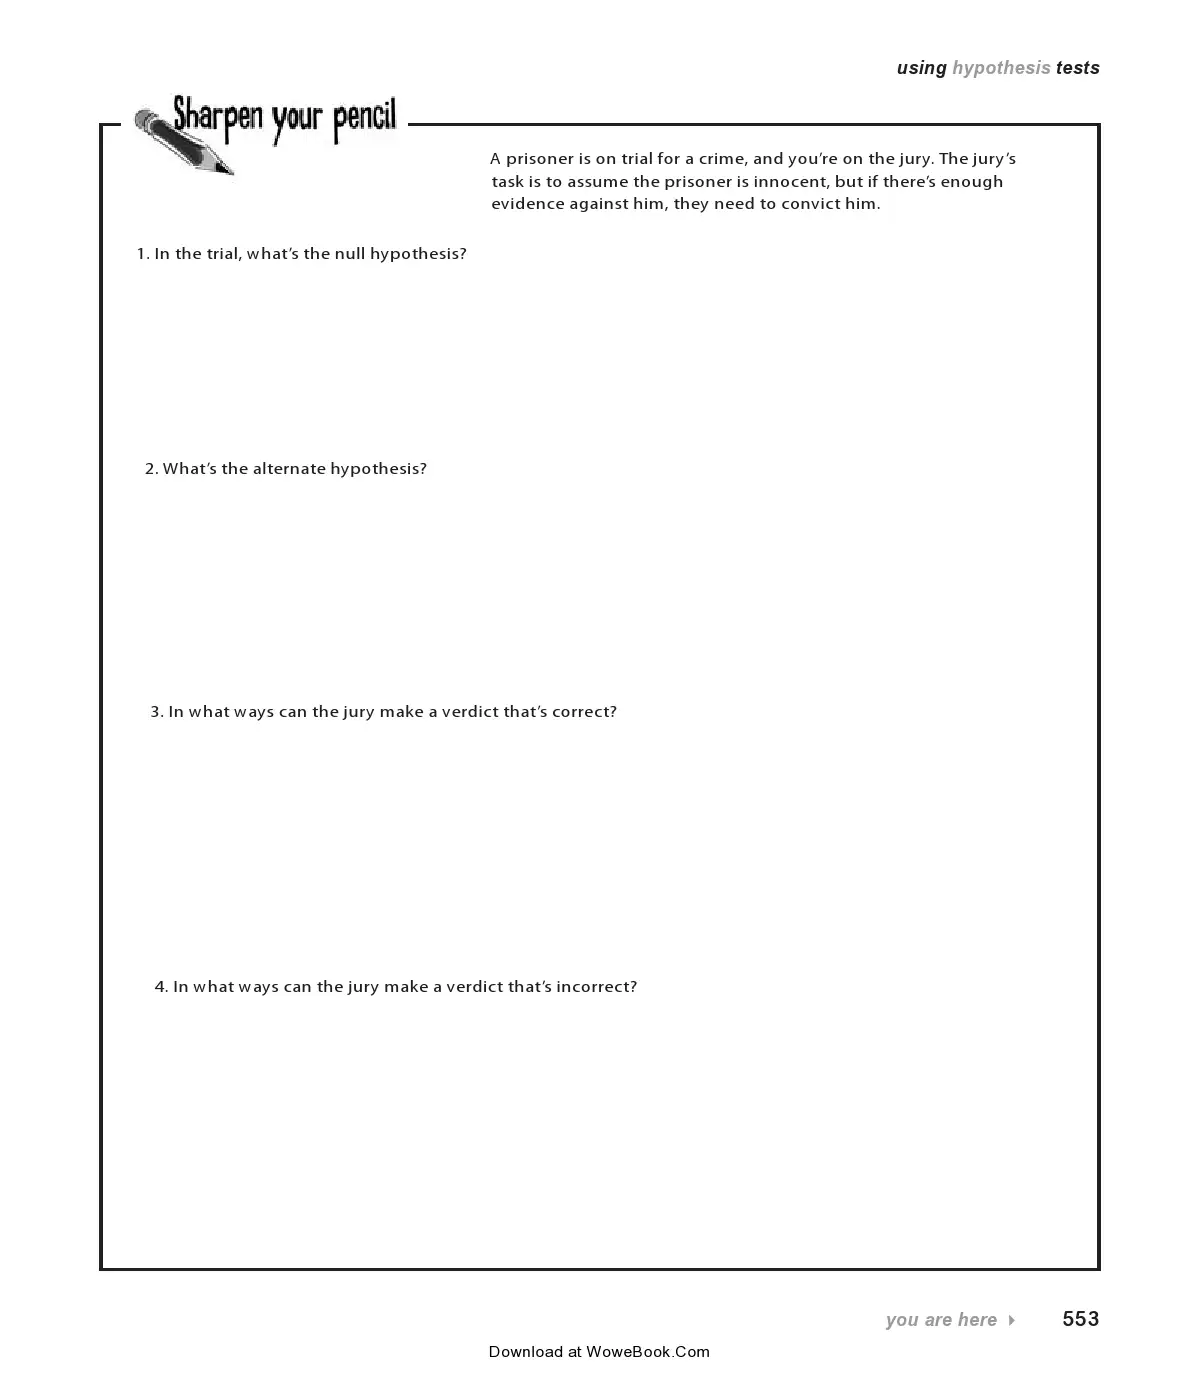 using hypothesis tests
Sharpen your pencil
A prisoner is on trial for a crime, and you’re on the jury. The jury’s
task is to assume the prisoner is innocent, but if there’s enough
evidence against him, they need to convict him.
1. In the trial, what’s the null hypothesis?
2. What’s the alternate hypothesis?
3. In what ways can the jury make a verdict that’s correct?
4. In what ways can the jury make a verdict that’s incorrect?
you are here 553
Download at WoweBook.Com